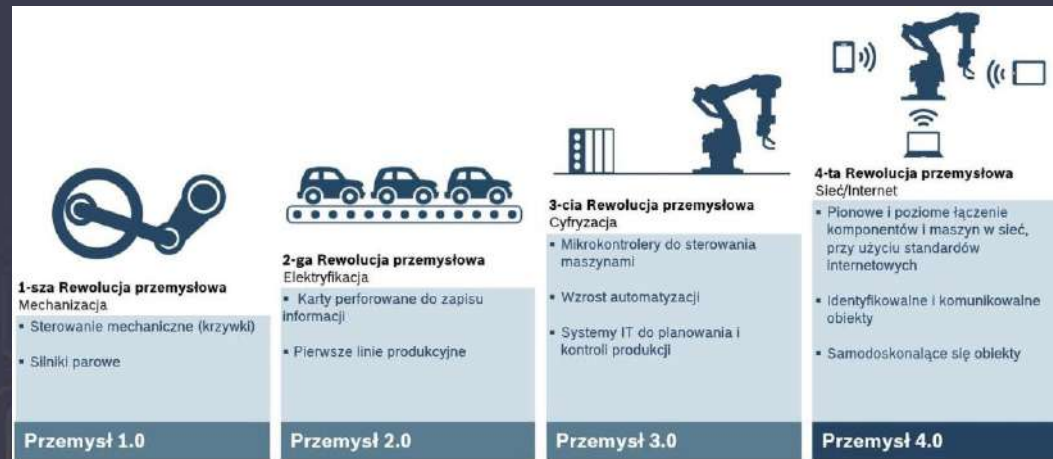 1-sza Rewolucja przemysłowa
Mechanizacja
▪ Sterowanie mechaniczne (krzywki)
▪ Silniki parowe
Przemysł 1.0
2-ga Rewolucja przemysłowa
Elektryfikacja
▪ Karty perforowane do zapisu
informacji
▪ Pierwsze linie produkcyjne
Przemysł 2.0
3-cia Rewolucja przemysłowa
Cyfryzacja
▪ Mikrokontrolery do sterowania
maszynami
▪ Wzrost automatyzacji
▪ Systemy IT do planowania i
kontroli produkcji
Przemysł 3.0
4-ta Rewolucja przemysłowa
Sieć/Internet
▪ Pionowe i poziome łączenie
komponentów i maszyn w sieć,
przy użyciu standardów
internetowych
▪ Identyfikowalne i komunikowalne
obiekty
▪ Samodoskonalące się obiekty
Przemysł 4.0